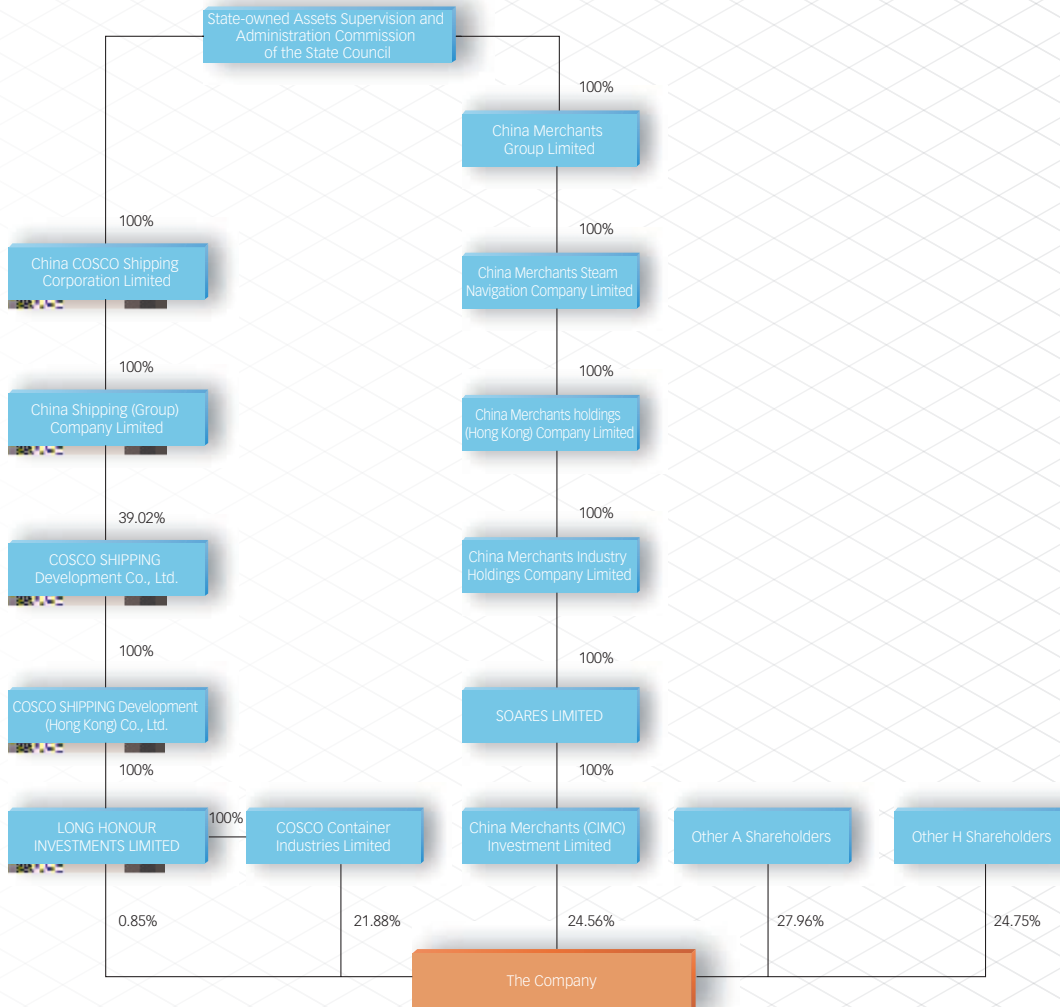 State-owned Assets Supervision and
Administration Commission
of the State Council
100%
China Merchants
Group Limited
100%
China COSCO Shipping
Corporation Limited
100%
China Merchants Steam
Navigation Company Limited
100%
China Shipping (Group)
Company Limited
100%
China Merchants holdings
(Hong Kong) Company Limited
39.02%
COSCO SHIPPING
Development Co., Ltd.
100%
China Merchants Industry
Holdings Company Limited
100%
COSCO SHIPPING Development
(Hong Kong) Co., Ltd.
100%
SOARES LIMITED
100%
LONG HONOUR
INVESTMENTS LIMITED
100%
COSCO Container
Industries Limited
100%
China Merchants (CIMC)
Investment Limited
Other A Shareholders
Other H Shareholders
0.85%
21.88%
24.56%
27.96%
24.75%
The Company